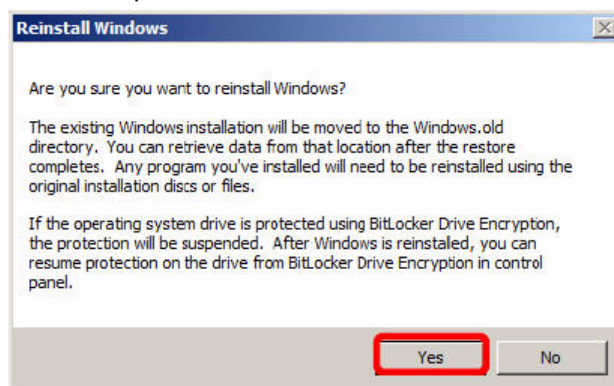 Reinstall Windows
Are you sure you want to reinstall Windows?
The existing Windows installation will be moved to the Windows.old
directory. You can retrieve data from that location after the restore
completes. Any program you've installed will need to be reinstalled using the
original installation discs or files.
If the operating system drive is protected using BitLocker Drive Encryption,
the protection will be suspended. After Windows is reinstaled, you can
resume protection on the drive from BitLocker Drive Encryption in control
panel.
Yes No